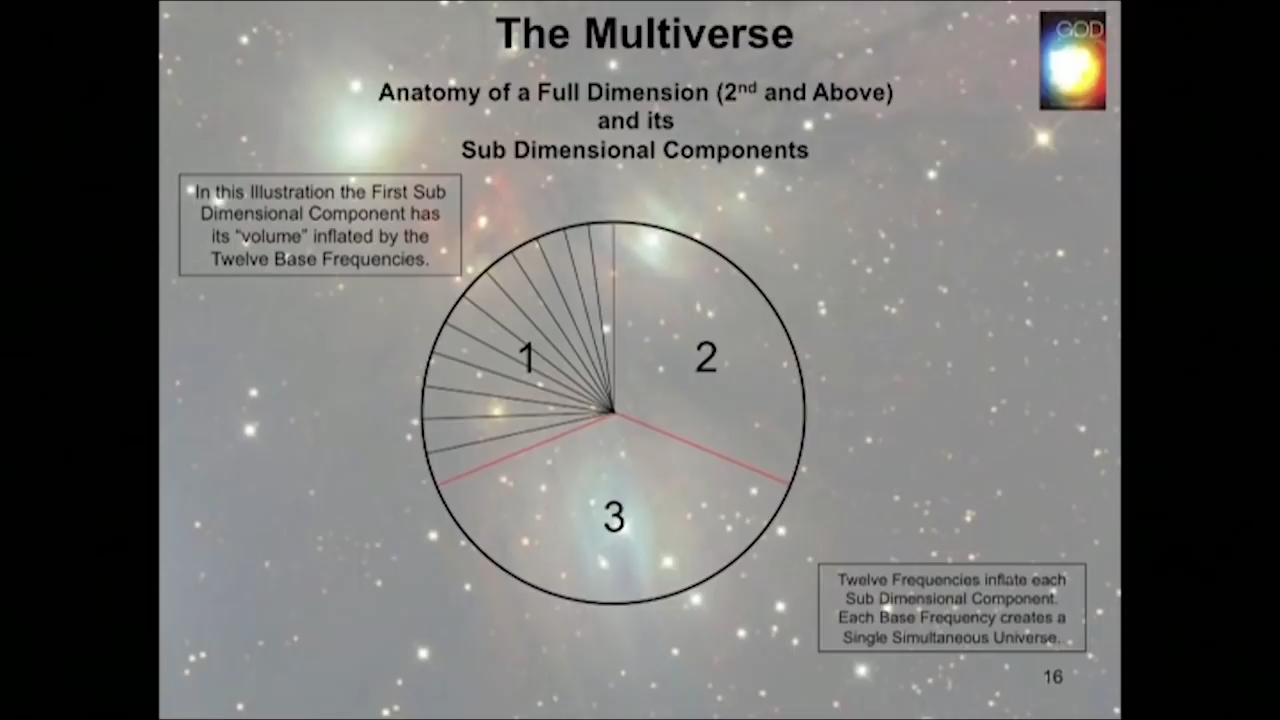 The Multiverse
GOD
Anatomy of a Full Dimension (2nd and Above)
and its
Sub Dimensional Components
In this Illustration the First Sub
Dimensional Component has
its “volume” inflated by the
Twelve Base Frequencies.
1
2
3
Twelve Frequencies inflate each
Sub Dimensional Component.
Each Base Frequency creates a
Single Simultaneous Universe.
16